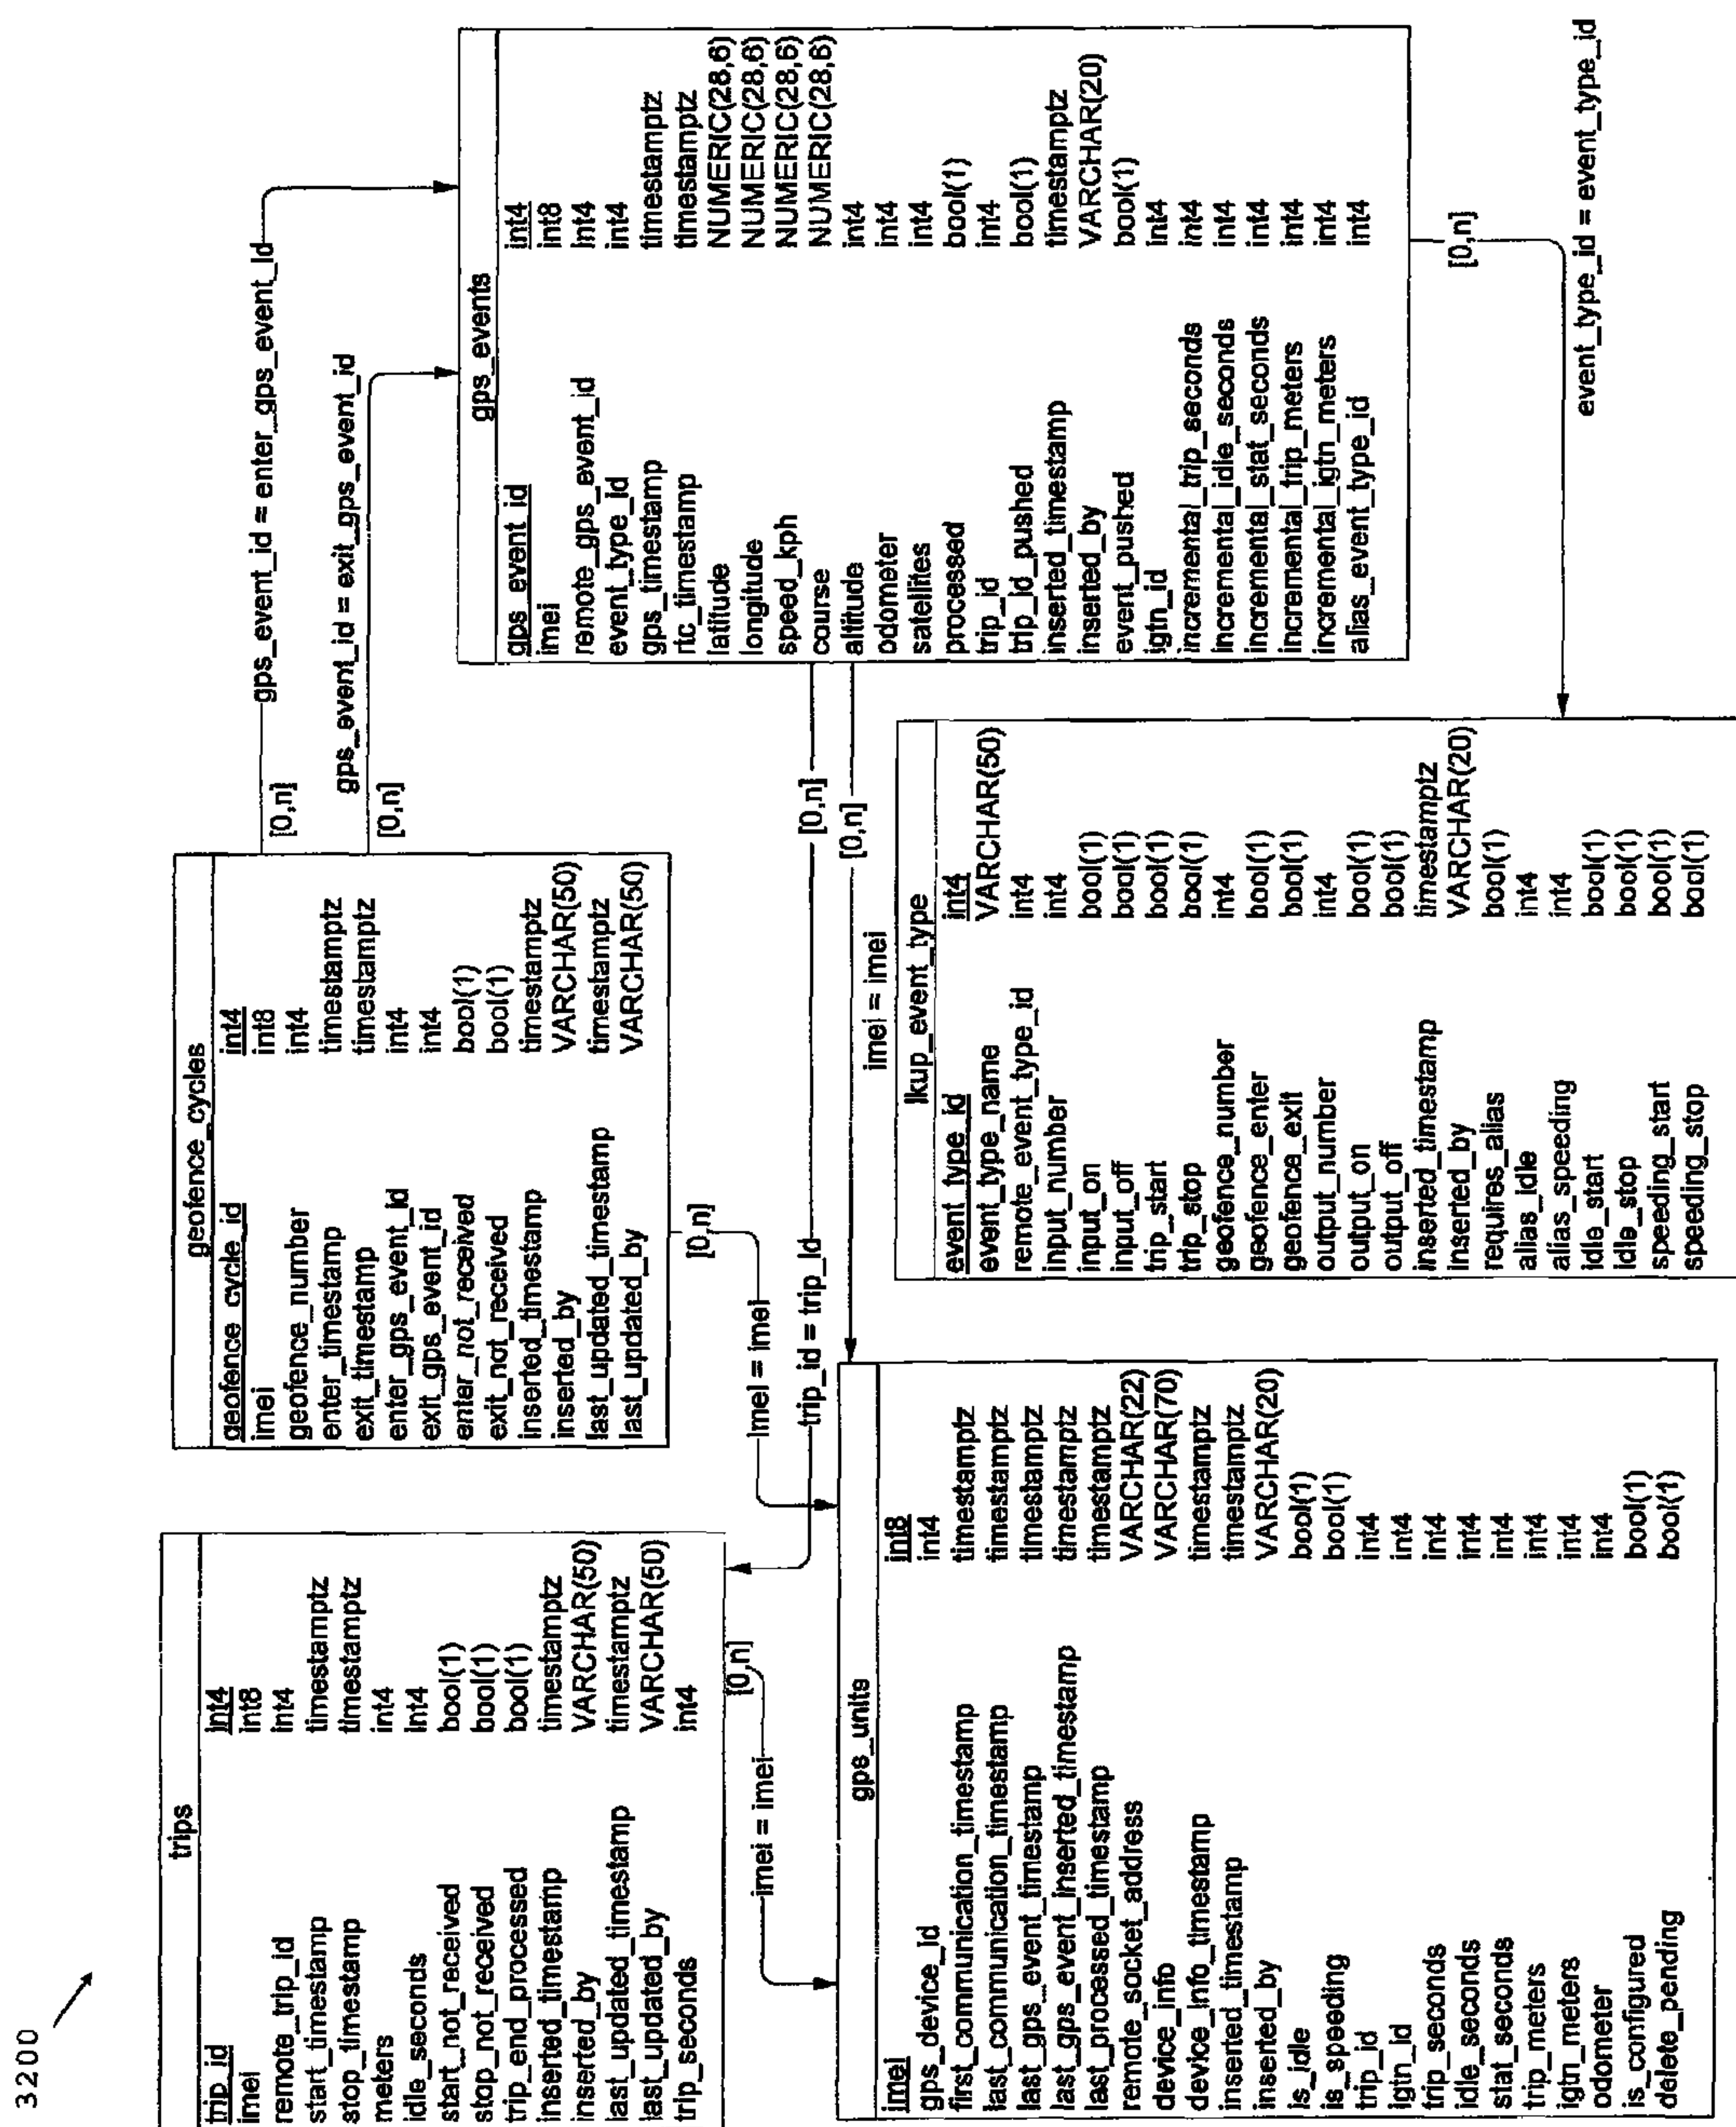 3200
trips
trip_id int4
imei int8
remote_trip_id int4
start_timestamp timestamptz
stop_timestamp timestamptz
meters int4
idle_seconds int4
start_not_received bool(1)
stop_not_received bool(1)
trip_end_processed bool(1)
inserted_timestamp timestamptz
inserted_by VARCHAR(50)
last_updated_timestamp timestamptz
last_updated_by VARCHAR(50)
trip_seconds int4
geofence_cycles
geofence_cycle_id int4
imei int8
geofence_number int4
enter_timestamp timestamptz
exit_timestamp timestamptz
enter_gps_event_id int4
exit_gps_event_id int4
enter_not_received bool(1)
exit_not_received bool(1)
inserted_timestamp timestamptz
inserted_by VARCHAR(50)
last_updated_timestamp timestamptz
last_updated_by VARCHAR(50)
gps_event_id = enter_gps_event_id
[0,n]
gps_event_id = exit_gps_event_id
[0,n]
gps_events
gps_event_id int4
imei int8
remote_gps_event_id int4
event_type_id int4
gps_timestamp timestamptz
rtc_timestamp timestamptz
latitude NUMERIC(28,6)
longitude NUMERIC(28,6)
speed_kph NUMERIC(28,6)
course NUMERIC(28,6)
altitude int4
odometer int4
satellites int4
processed bool(1)
trip_id int4
trip_id_pushed bool(1)
inserted_timestamp timestamptz
inserted_by VARCHAR(20)
event_pushed bool(1)
igtn_id int4
incremental_trip_seconds int4
incremental_idle_seconds int4
incremental_stat_seconds int4
incremental_trip_meters int4
incremental_igtn_meters int4
alias_event_type_id int4
[0,n]
imei = imei
[0,n]
imei = imei
trip_id = trip_id
[0,n]
[0,n]
imei = imei
gps_units
imei int8
gps_device_id int4
first_communication_timestamp timestamptz
last_communication_timestamp timestamptz
last_gps_event_timestamp timestamptz
last_gps_event_inserted_timestamp timestamptz
last_processed_timestamp timestamptz
remote_socket_address VARCHAR(22)
device_info VARCHAR(70)
device_info_timestamp timestamptz
inserted_timestamp timestamptz
inserted_by VARCHAR(20)
is_idle bool(1)
is_speeding bool(1)
trip_id int4
igtn_id int4
trip_seconds int4
idle_seconds int4
stat_seconds int4
trip_meters int4
igtn_meters int4
odometer int4
is_configured bool(1)
delete_pending bool(1)
lkup_event_type
event_type_id int4
event_type_name VARCHAR(50)
remote_event_type_id int4
input_number int4
input_on bool(1)
input_off bool(1)
trip_start bool(1)
trip_stop bool(1)
geofence_number int4
geofence_enter bool(1)
geofence_exit bool(1)
output_number int4
output_on bool(1)
output_off bool(1)
inserted_timestamp timestamptz
inserted_by VARCHAR(20)
requires_alias bool(1)
alias_idle int4
alias_speeding int4
idle_start bool(1)
idle_stop bool(1)
speeding_start bool(1)
speeding_stop bool(1)
[0,n]
event_type_id = event_type_id